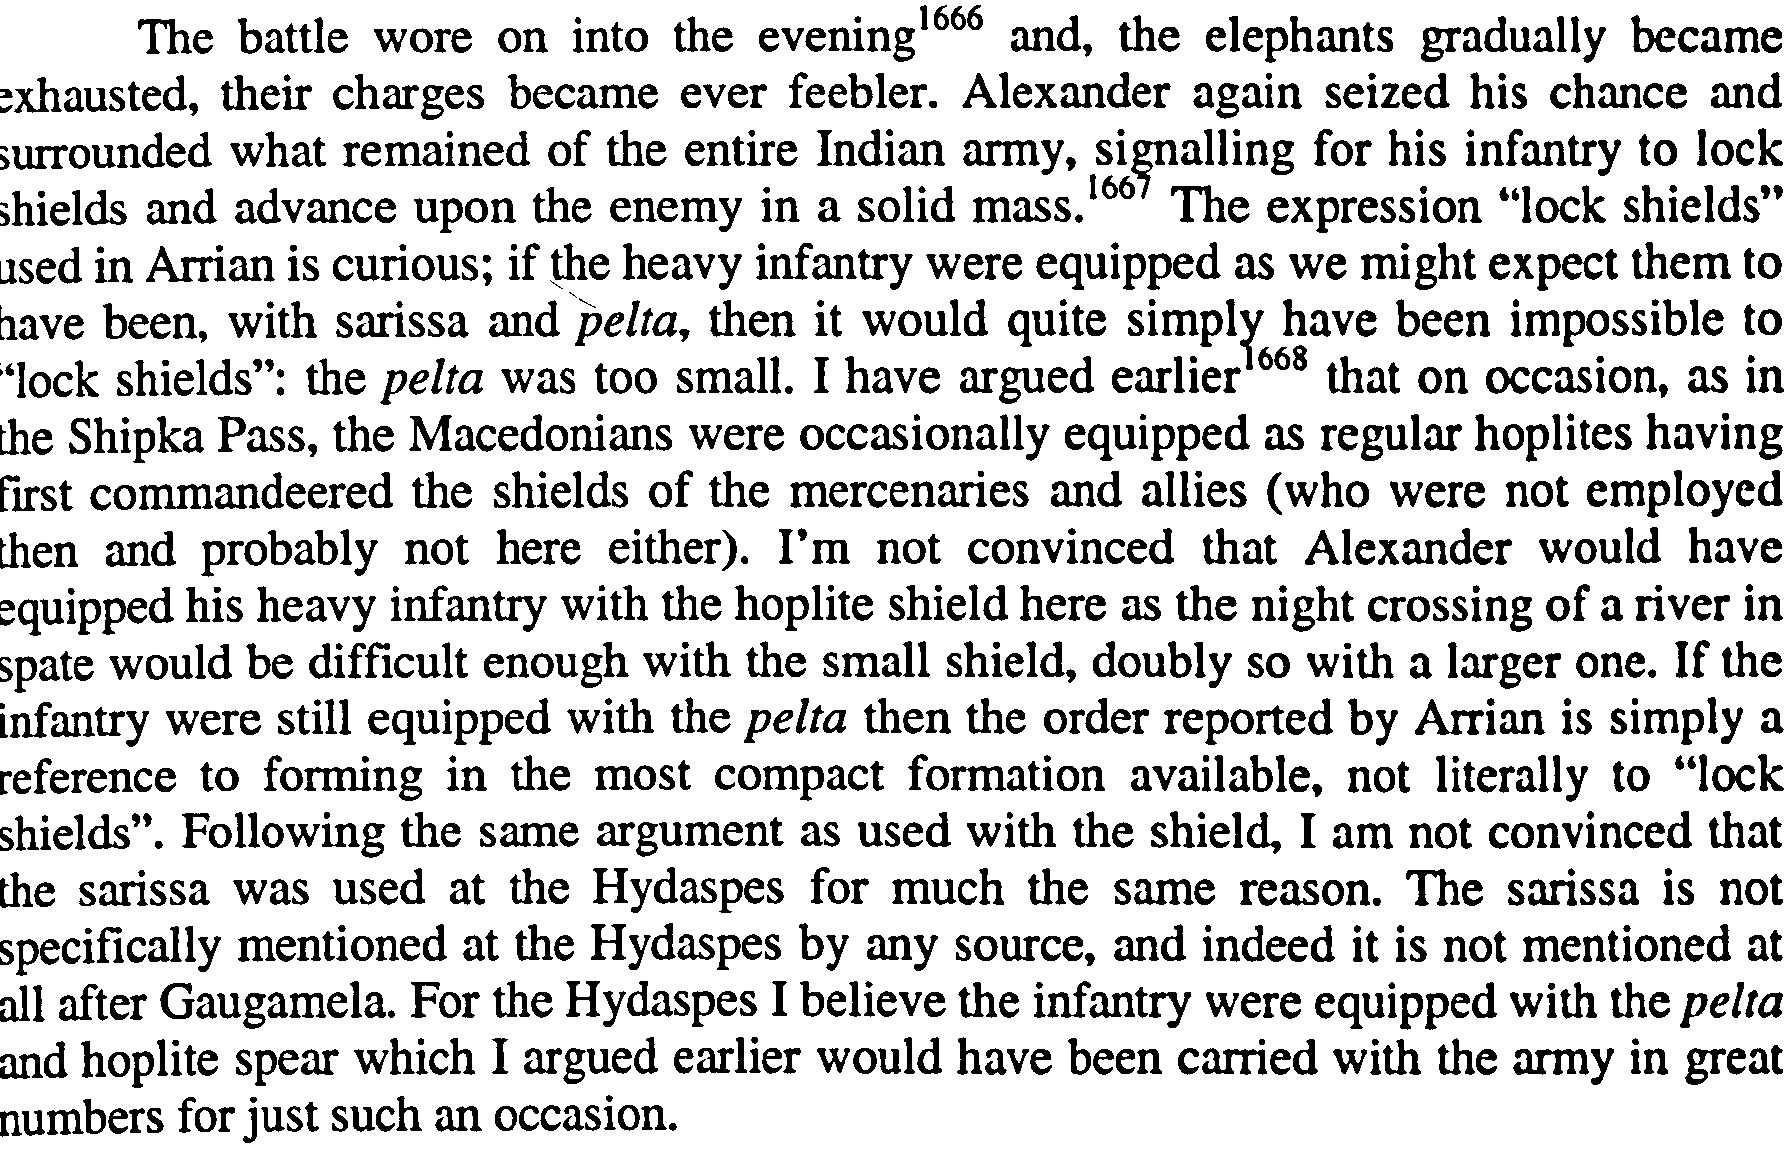 The battle wore on into the evening1666 and, the elephants gradually became
exhausted, their charges became ever feebler. Alexander again seized his chance and
surrounded what remained of the entire Indian army, signalling for his infantry to lock
shields and advance upon the enemy in a solid mass.1667 The expression “lock shields”
used in Arrian is curious; if the heavy infantry were equipped as we might expect them to
have been, with sarissa and pelta, then it would quite simply have been impossible to
“lock shields”: the pelta was too small. I have argued earlier1668 that on occasion, as in
the Shipka Pass, the Macedonians were occasionally equipped as regular hoplites having
first commandeered the shields of the mercenaries and allies (who were not employed
then and probably not here either). I’m not convinced that Alexander would have
equipped his heavy infantry with the hoplite shield here as the night crossing of a river in
spate would be difficult enough with the small shield, doubly so with a larger one. If the
infantry were still equipped with the pelta then the order reported by Arrian is simply a
reference to forming in the most compact formation available, not literally to “lock
shields”. Following the same argument as used with the shield, I am not convinced that
the sarissa was used at the Hydaspes for much the same reason. The sarissa is not
specifically mentioned at the Hydaspes by any source, and indeed it is not mentioned at
all after Gaugamela. For the Hydaspes I believe the infantry were equipped with the pelta
and hoplite spear which I argued earlier would have been carried with the army in great
numbers for just such an occasion.